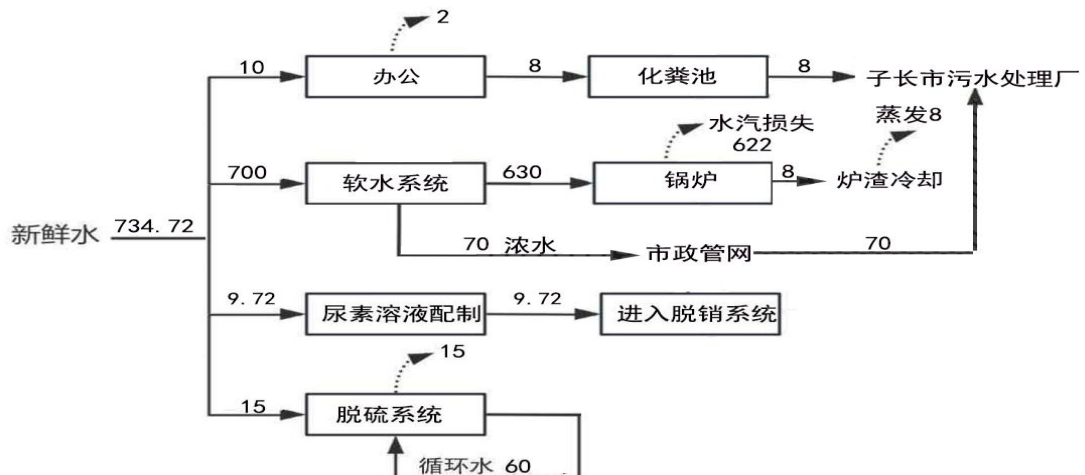 2
10
办公
8
化粪池
8
子长市污水处理厂
蒸发8
水汽损失
622
700
软水系统
630
锅炉
8
炉渣冷却
新鲜水
734.72
70 浓水
市政管网
70
9.72
尿素溶液配制
9.72
进入脱销系统
15
15
脱硫系统
循环水 60